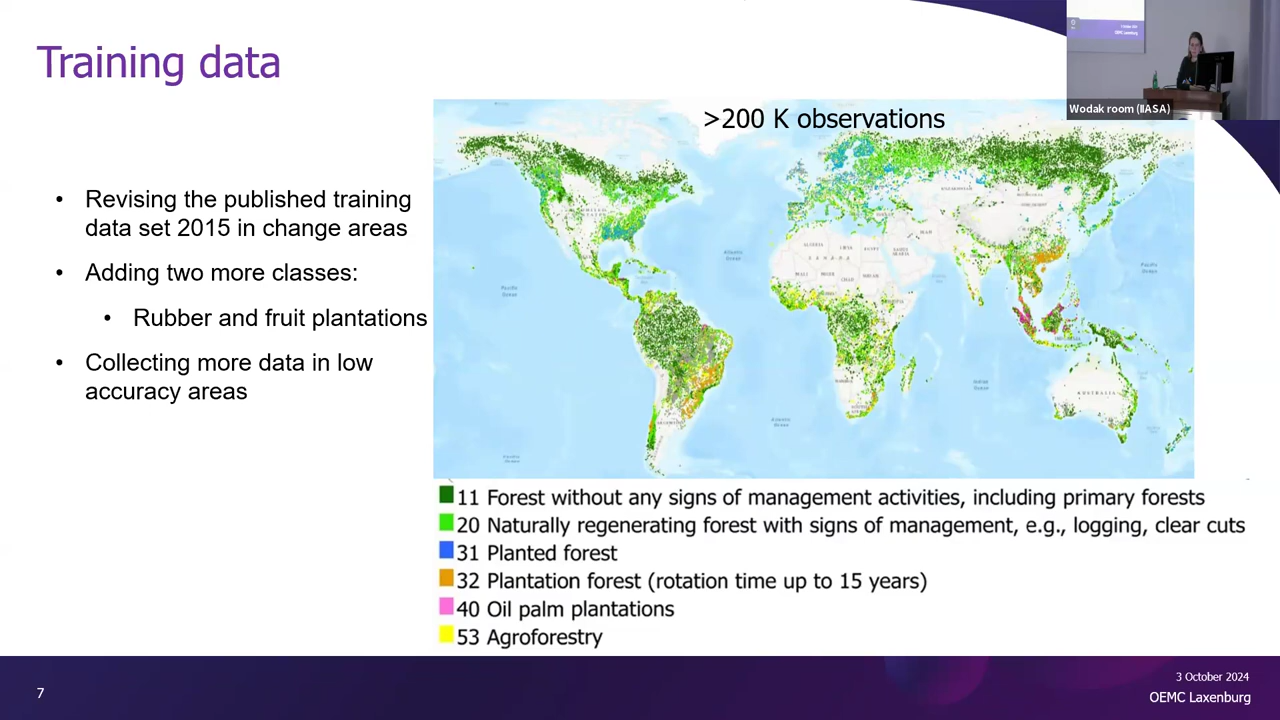 Training data
Wodak room (IIASA)
>200 K observations
• Revising the published training
data set 2015 in change areas
• Adding two more classes:
• Rubber and fruit plantations
• Collecting more data in low
accuracy areas
11 Forest without any signs of management activities, including primary forests
20 Naturally regenerating forest with signs of management, e.g., logging, clear cuts
31 Planted forest
32 Plantation forest (rotation time up to 15 years)
40 Oil palm plantations
53 Agroforestry
7
3 October 2024
OEMC Laxenburg